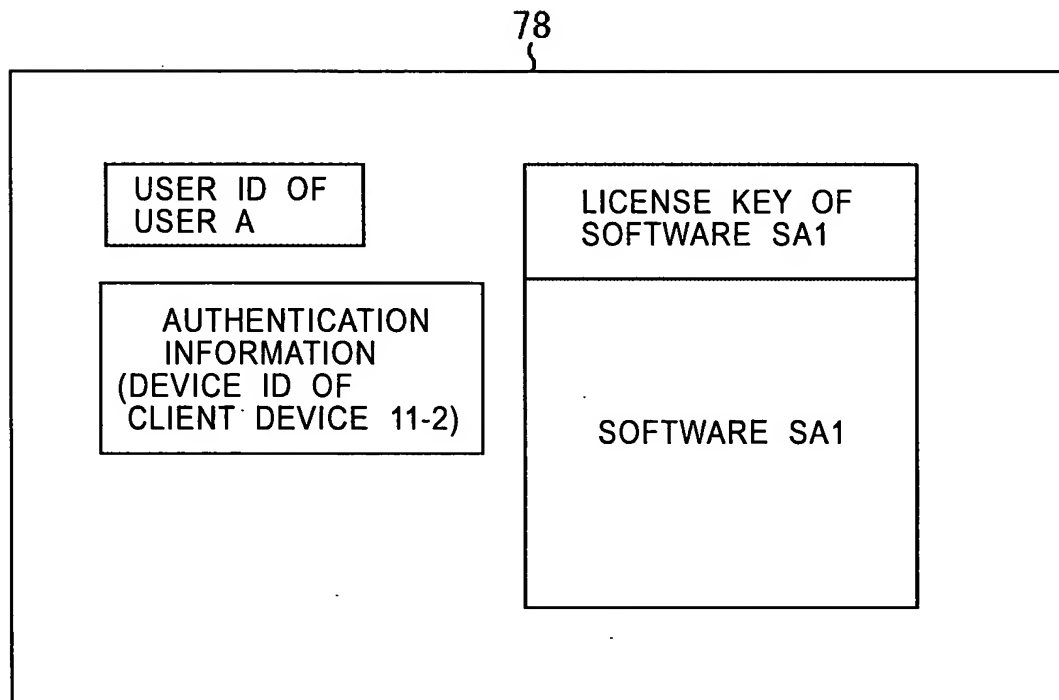 78
USER ID OF
USER A
AUTHENTICATION
INFORMATION
(DEVICE ID OF
CLIENT DEVICE 11-2)
LICENSE KEY OF
SOFTWARE SA1
SOFTWARE SA1